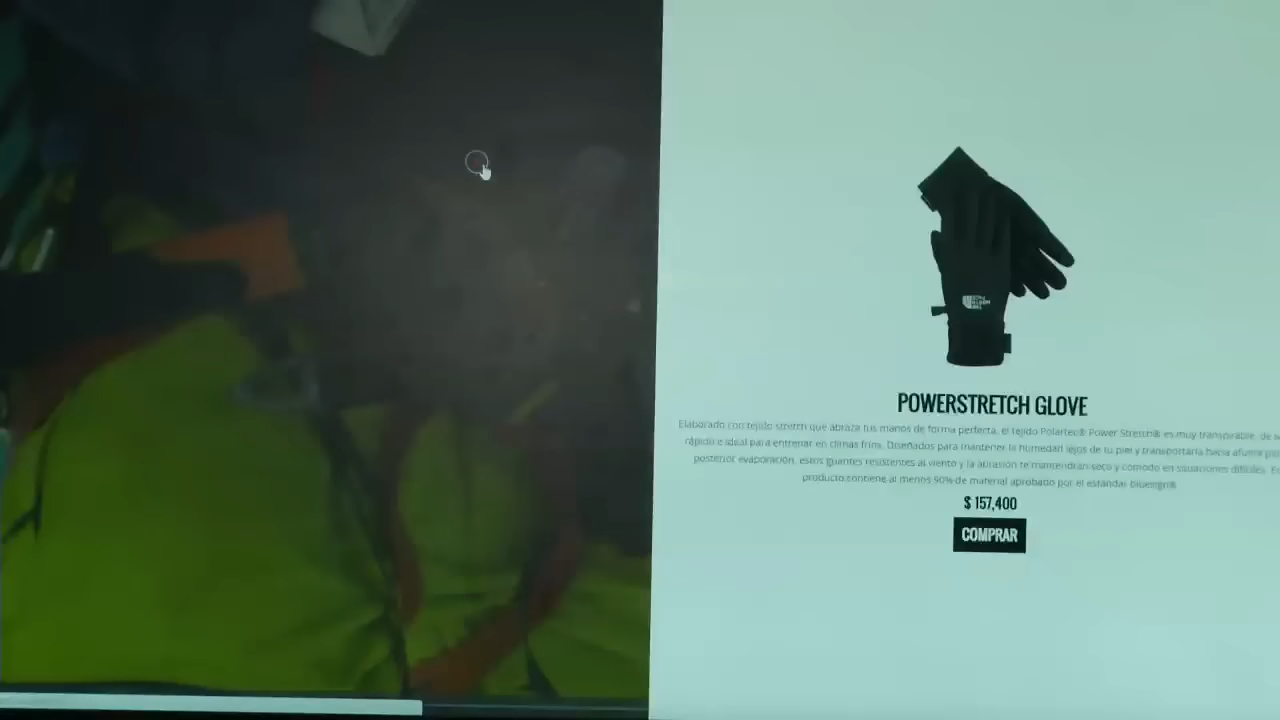 POWERSTRETCH GLOVE
Elaborado con tejido stretch que abraza tus manos de forma perfecta, el tejido Polartec® Power Stretch® es muy transpirable, de
rápido e ideal para entrenar en climas fríos. Diseñados para mantener la humedad lejos de tu piel y transportarla hacia afuera
posterior evaporación, estos guantes resistentes al viento y la abrasión te mantendrán seco y cómodo en situaciones difíciles.
producto contiene al menos 90% de material aprobado por el estándar bluesign®
$ 157,400
COMPRAR